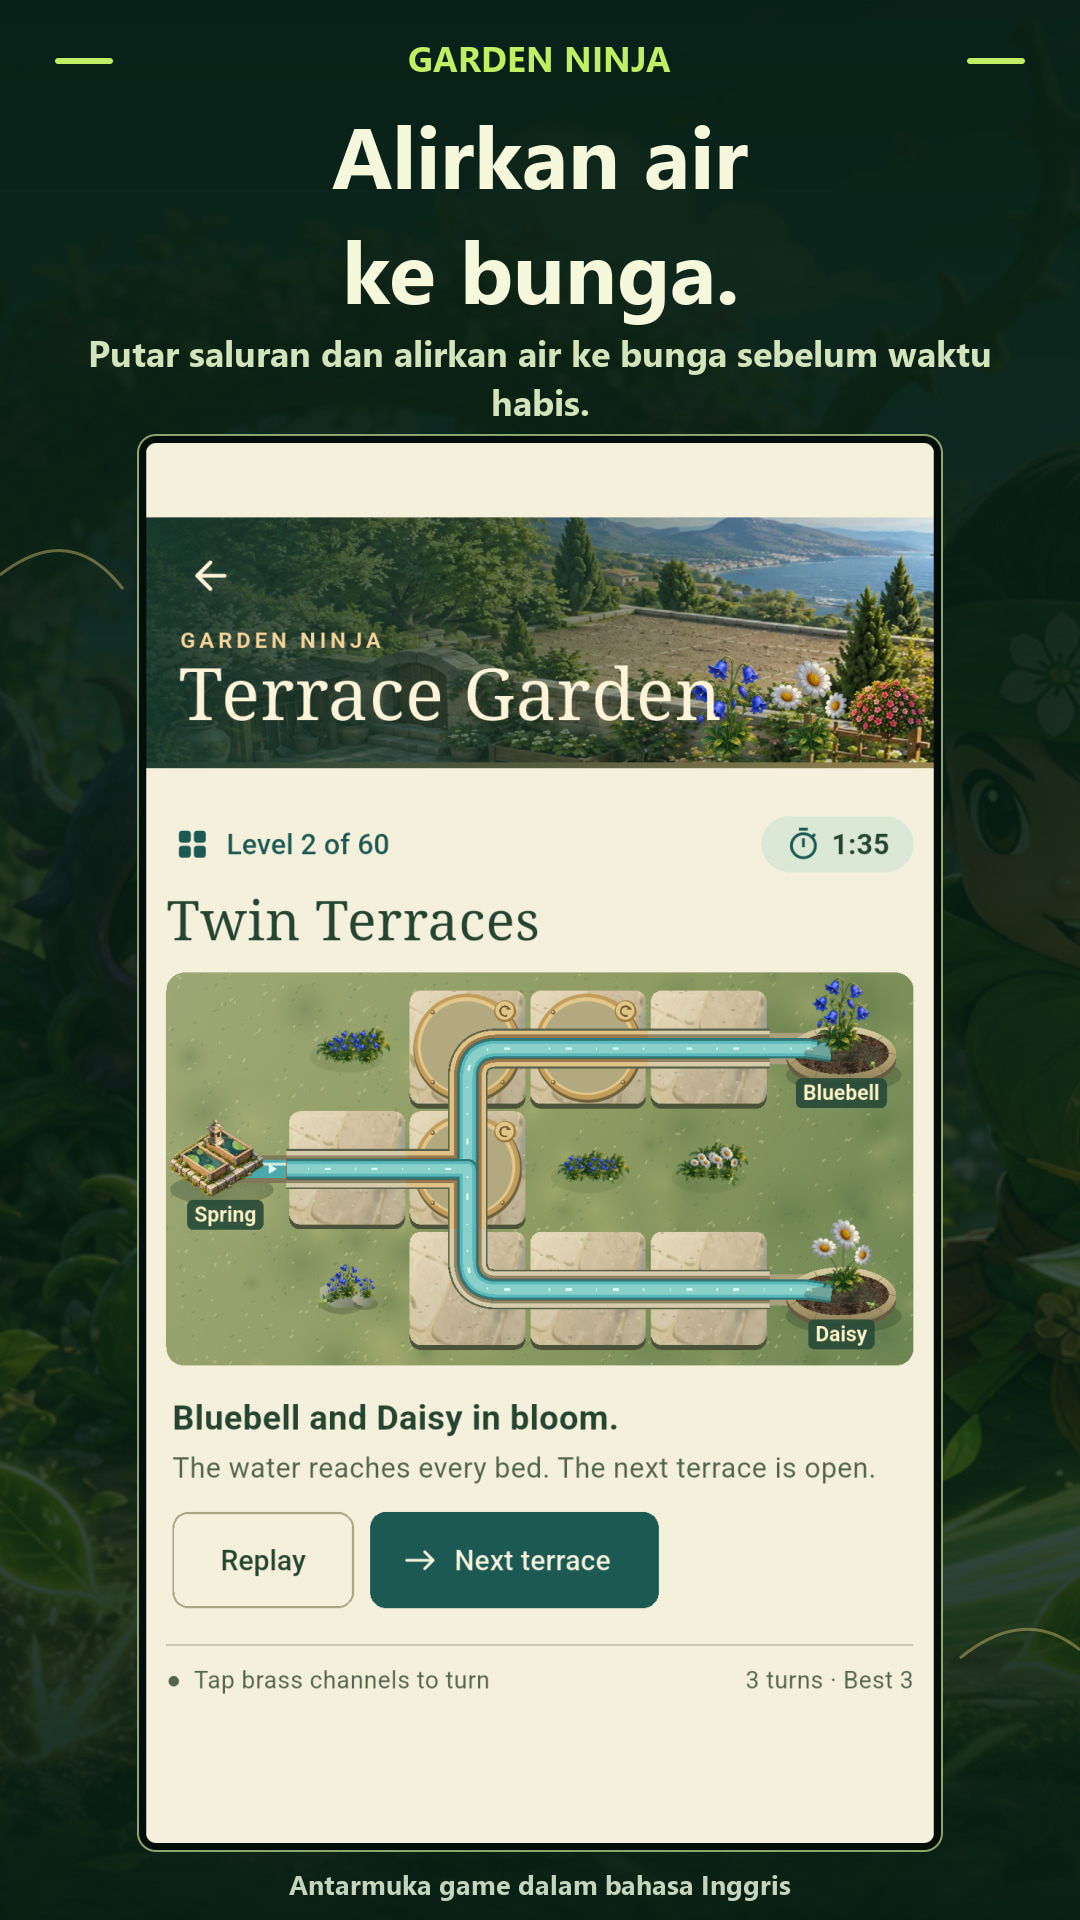 GARDEN NINJA
Alirkan air
ke bunga.
Putar saluran dan alirkan air ke bunga sebelum waktu
habis.
GARDEN NINJA
Terrace Garden
Level 2 of 60
1:35
Twin Terraces
Bluebell
Spring
Daisy
Bluebell and Daisy in bloom.
The water reaches every bed. The next terrace is open.
Replay
Next terrace
Tap brass channels to turn
3 turns · Best 3
Antarmuka game dalam bahasa Inggris